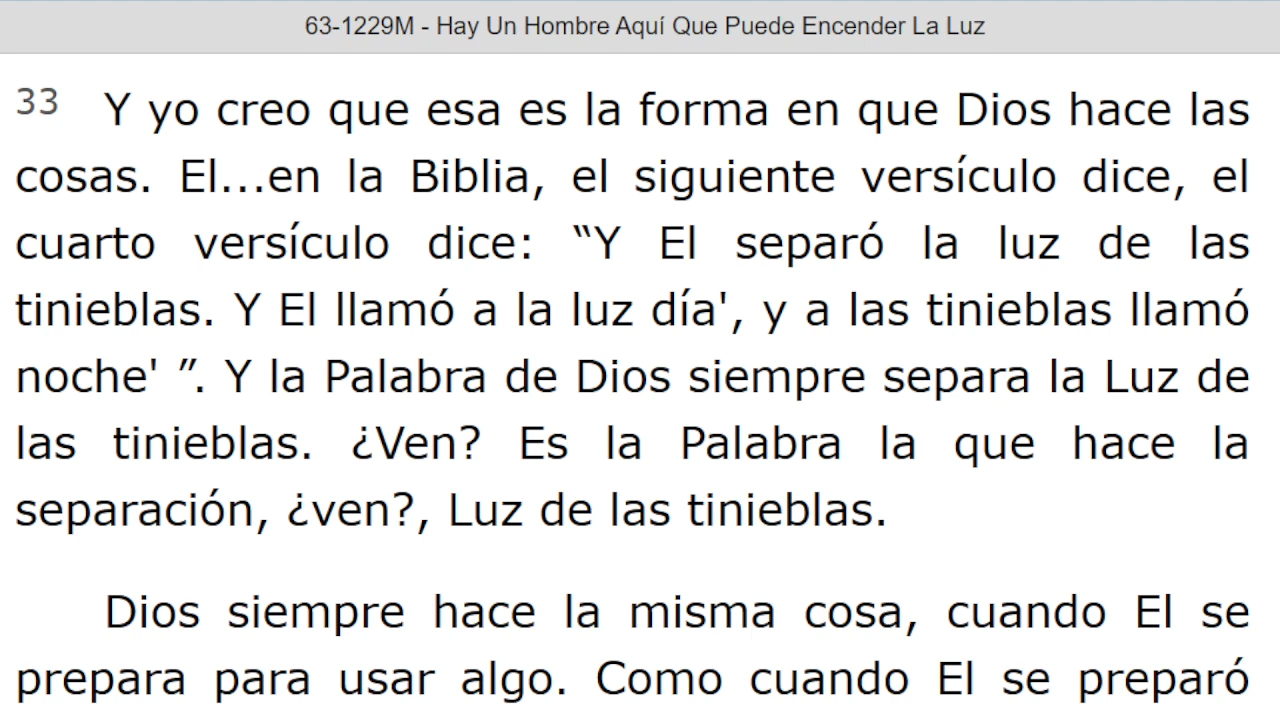 63-1229M - Hay Un Hombre Aquí Que Puede Encender La Luz
33 Y yo creo que esa es la forma en que Dios hace las
cosas. El...en la Biblia, el siguiente versículo dice, el
cuarto versículo dice: “Y El separó la luz de las
tinieblas. Y El llamó a la luz día', y a las tinieblas llamó
noche' ”. Y la Palabra de Dios siempre separa la Luz de
las tinieblas. ¿Ven? Es la Palabra la que hace la
separación, ¿ven?, Luz de las tinieblas.
Dios siempre hace la misma cosa, cuando El se
prepara para usar algo. Como cuando El se preparó